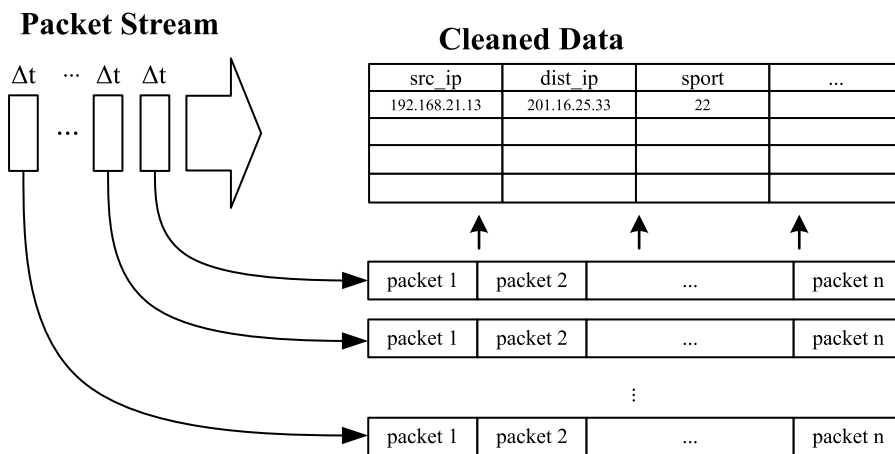 Packet Stream
Cleaned Data
Δt ... Δt Δt
...
src_ip dist_ip sport ...
192.168.21.13 201.16.25.33 22
packet 1 packet 2 ... packet n
packet 1 packet 2 ... packet n
⋮
packet 1 packet 2 ... packet n